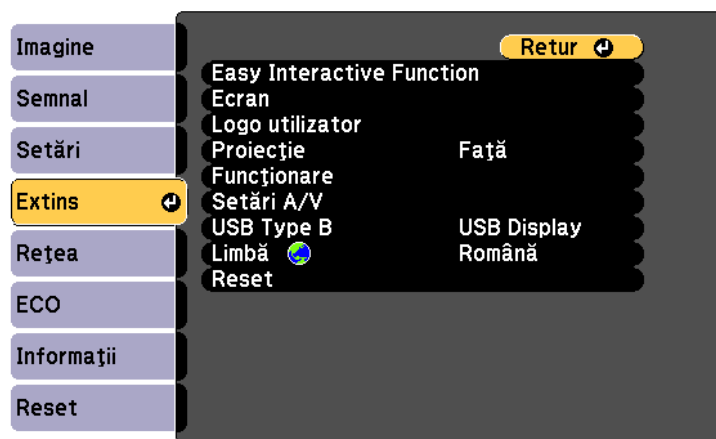 Imagine
Semnal
Setări
Extins
Reţea
ECO
Informaţii
Reset
Retur
Easy Interactive Function
Ecran
Logo utilizator
Proiecţie Faţă
Funcţionare
Setări A/V
USB Type B USB Display
Limbă Română
Reset